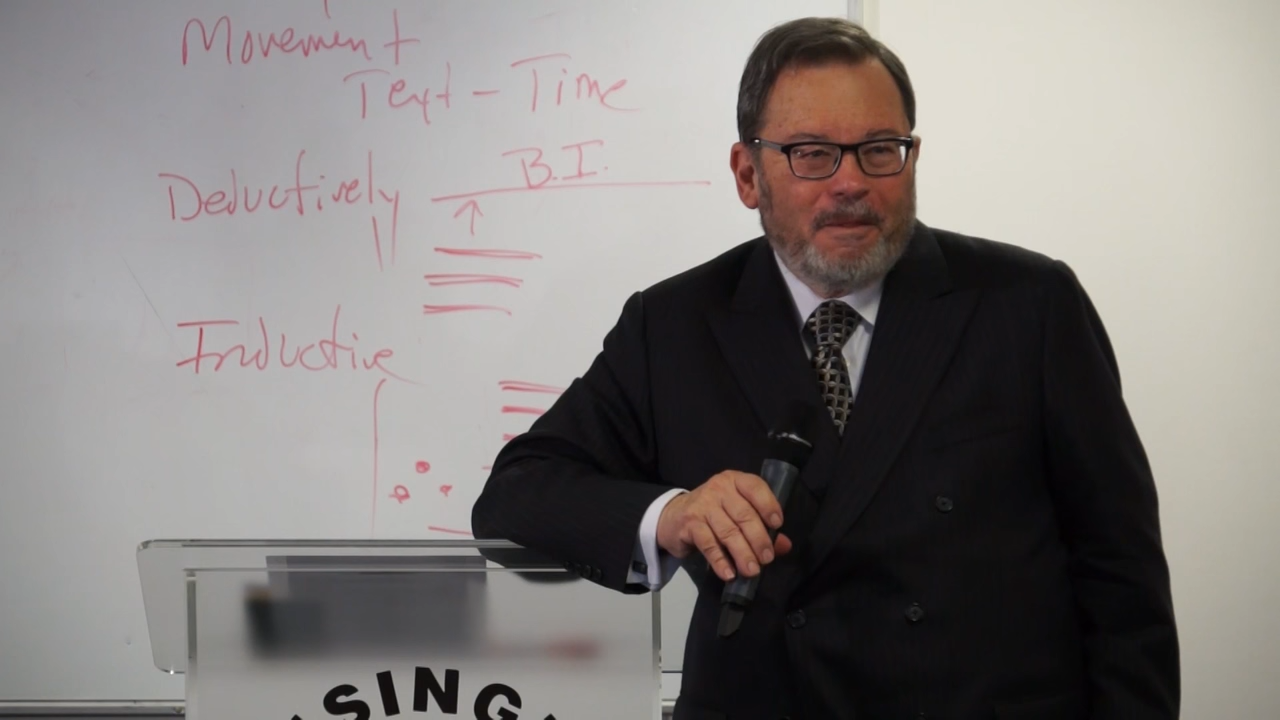 Movement
Text - Time
Deductively
B.I.
Inductive
SING